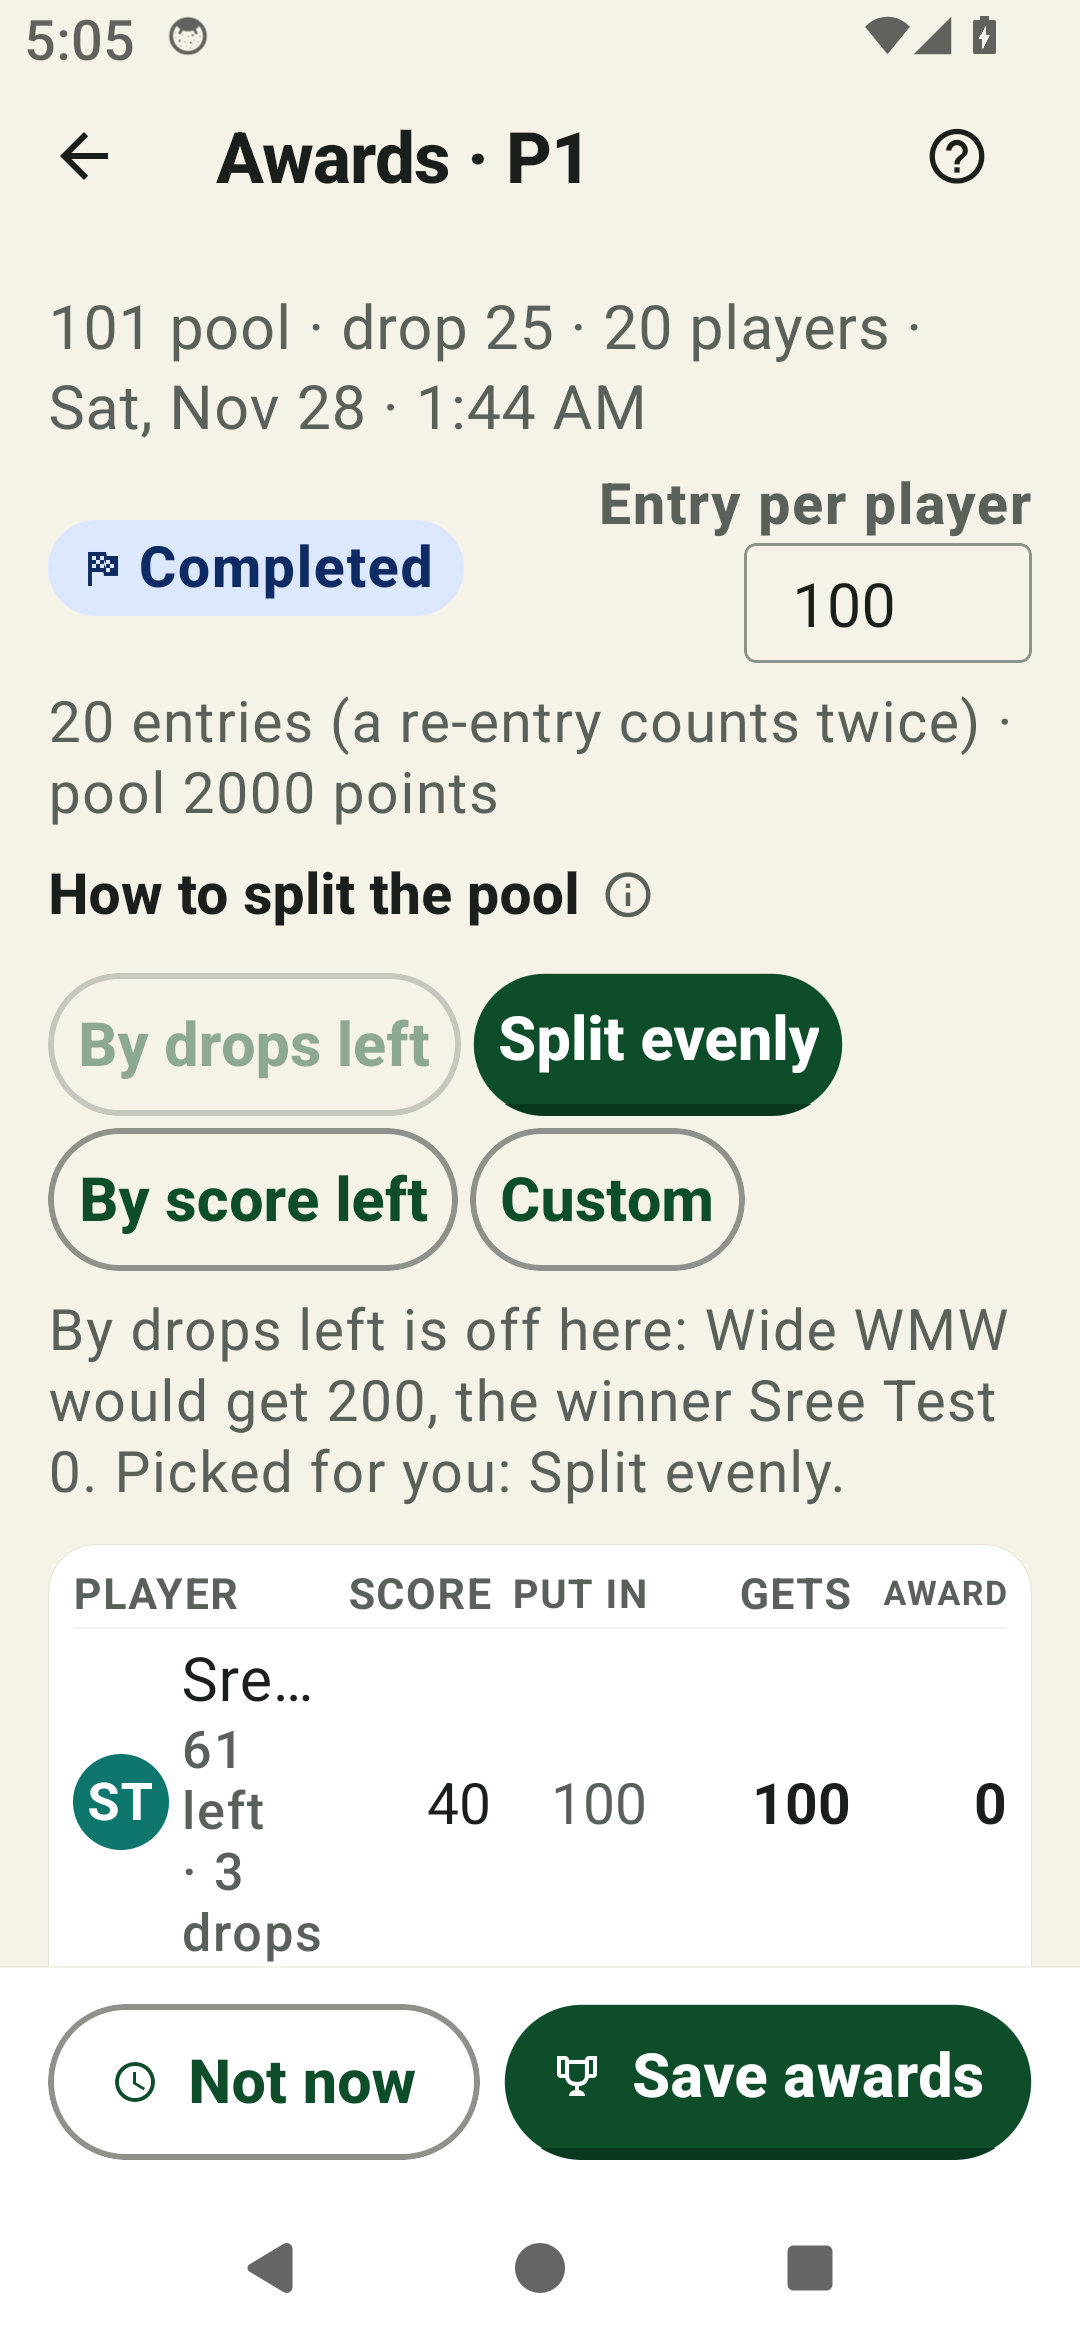 5:05
Awards · P1
101 pool · drop 25 · 20 players ·
Sat, Nov 28 · 1:44 AM
Entry per player
Completed
100
20 entries (a re-entry counts twice) ·
pool 2000 points
How to split the pool
By drops left
Split evenly
By score left
Custom
By drops left is off here: Wide WMW
would get 200, the winner Sree Test
0. Picked for you: Split evenly.
PLAYER SCORE PUT IN GETS AWARD
Sre...
61
left
· 3
drops
ST 40 100 100 0
Not now
Save awards